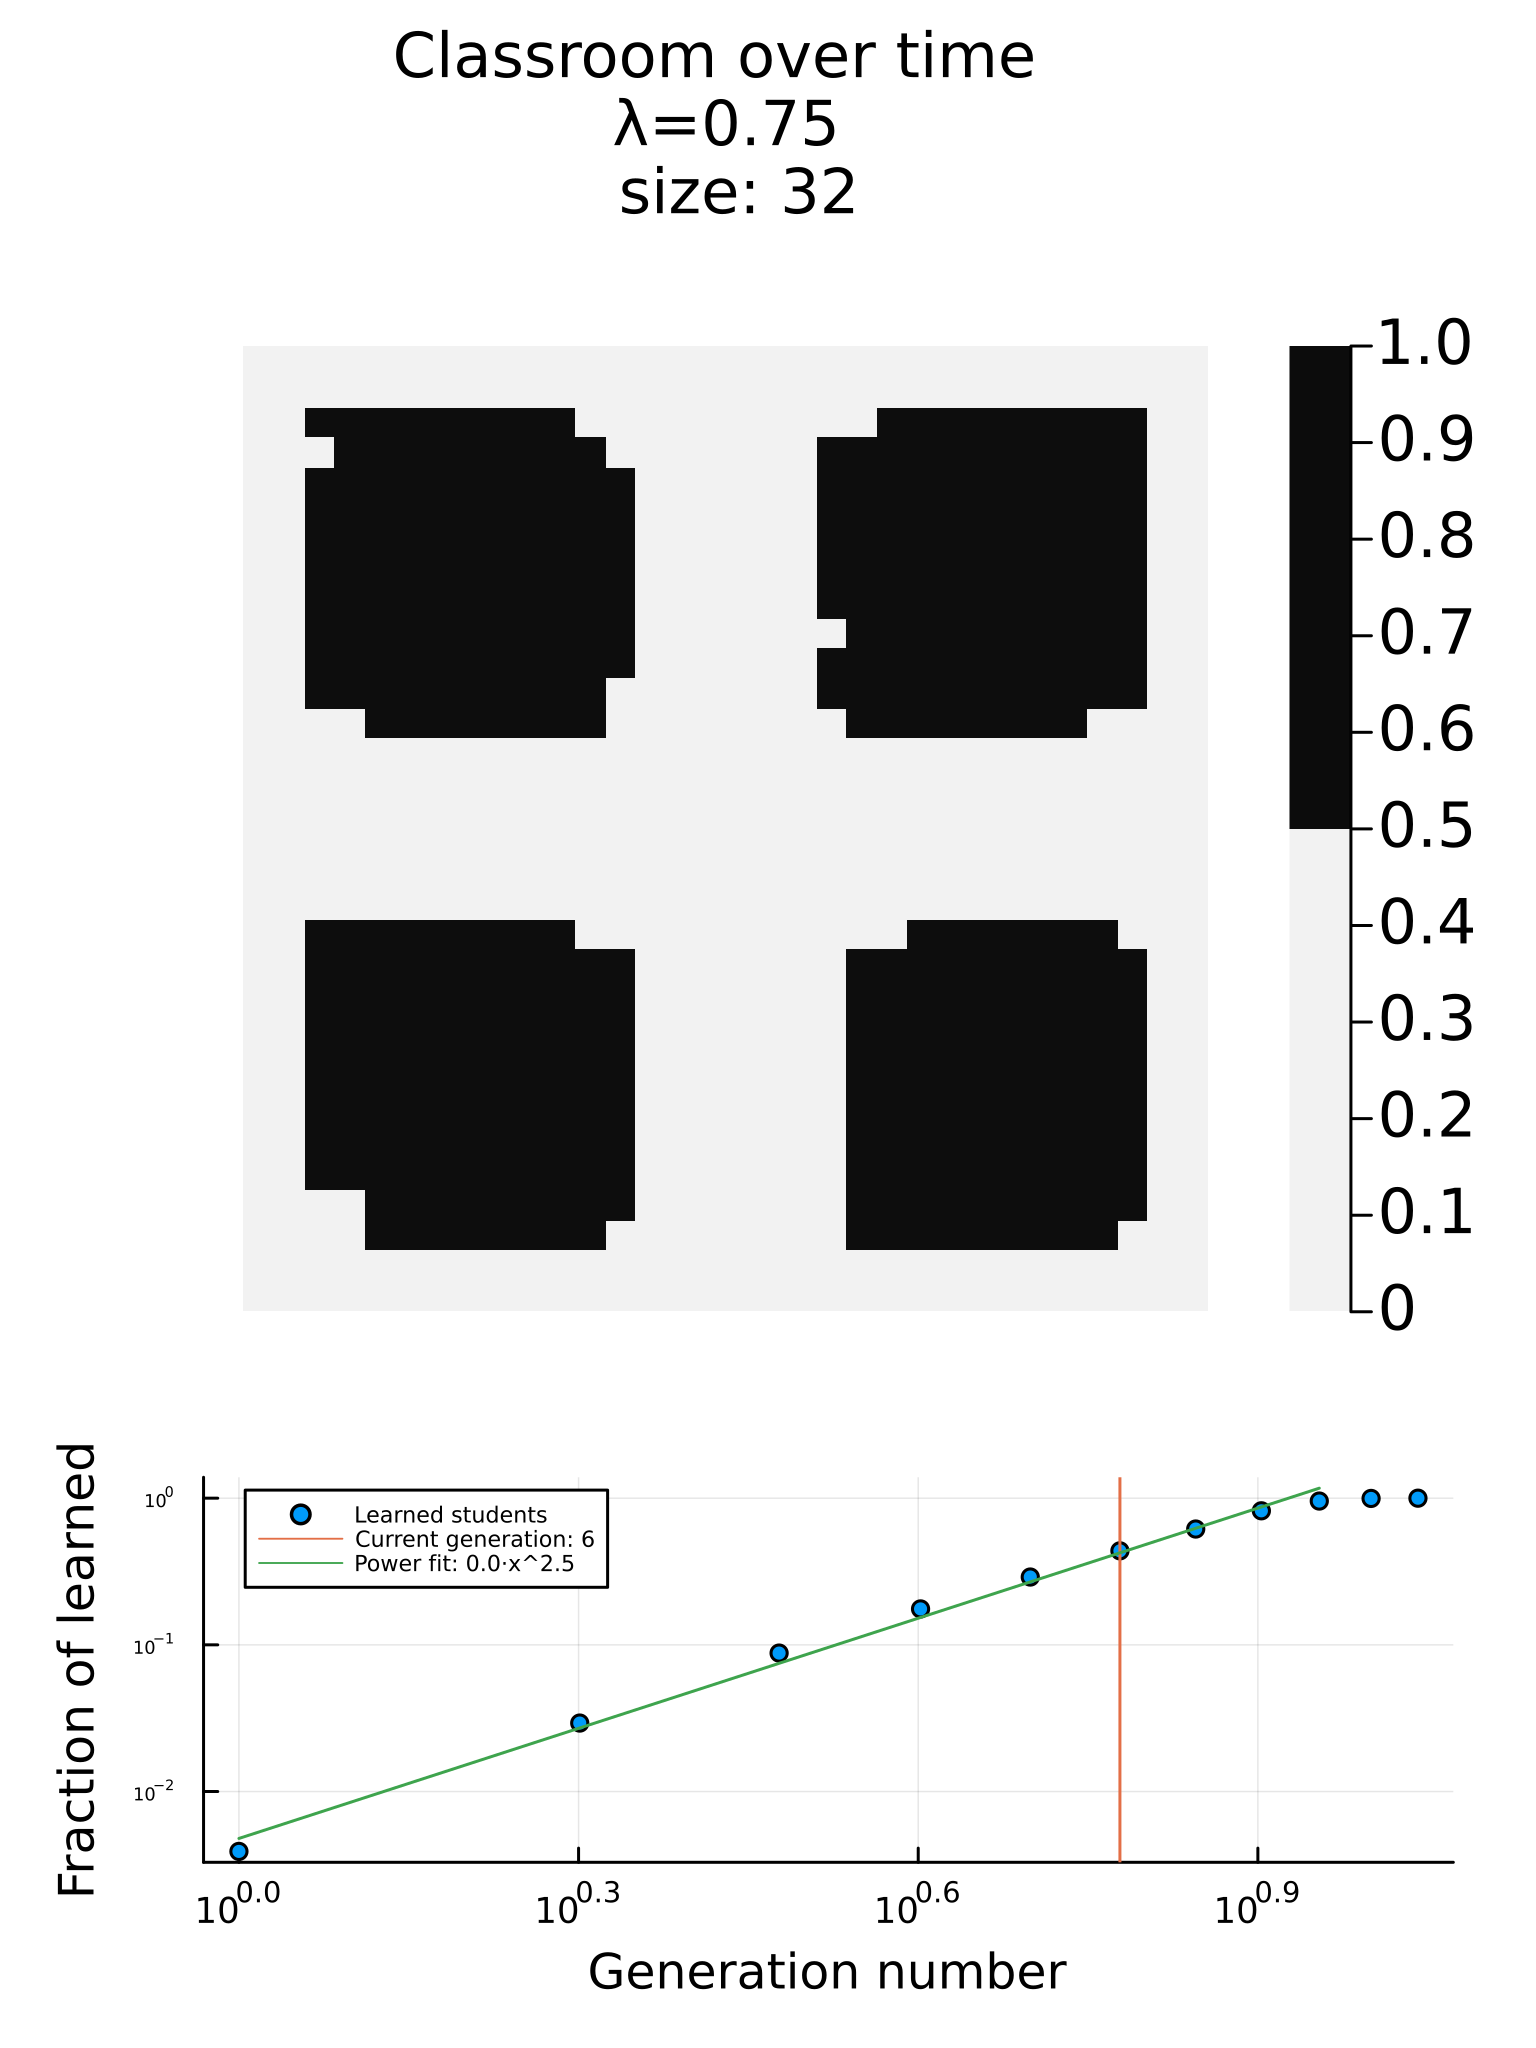 Classroom over time
λ=0.75
size: 32
1.0
0.9
0.8
0.7
0.6
0.5
0.4
0.3
0.2
0.1
0
Fraction of learned
10⁰
10⁻¹
10⁻²
Learned students
Current generation: 6
Power fit: 0.0·x^2.5
10^0.0 10^0.3 10^0.6 10^0.9
Generation number